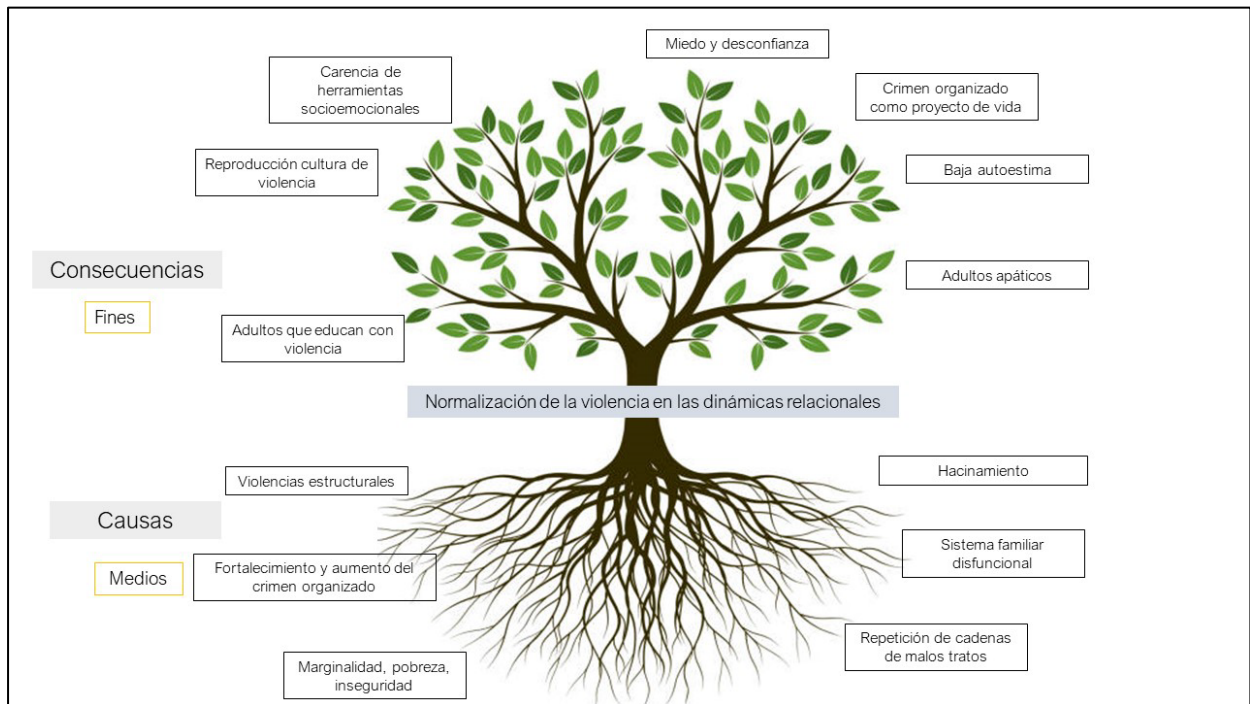 Miedo y desconfianza
Carencia de
herramientas
socioemocionales
Crimen organizado
como proyecto de vida
Reproducción cultura de
violencia
Baja autoestima
Consecuencias
Fines
Adultos apáticos
Adultos que educan con
violencia
Normalización de la violencia en las dinámicas relacionales
Violencias estructurales
Hacinamiento
Causas
Medios
Fortalecimiento y aumento del
crimen organizado
Sistema familiar
disfuncional
Marginalidad, pobreza,
inseguridad
Repetición de cadenas
de malos tratos